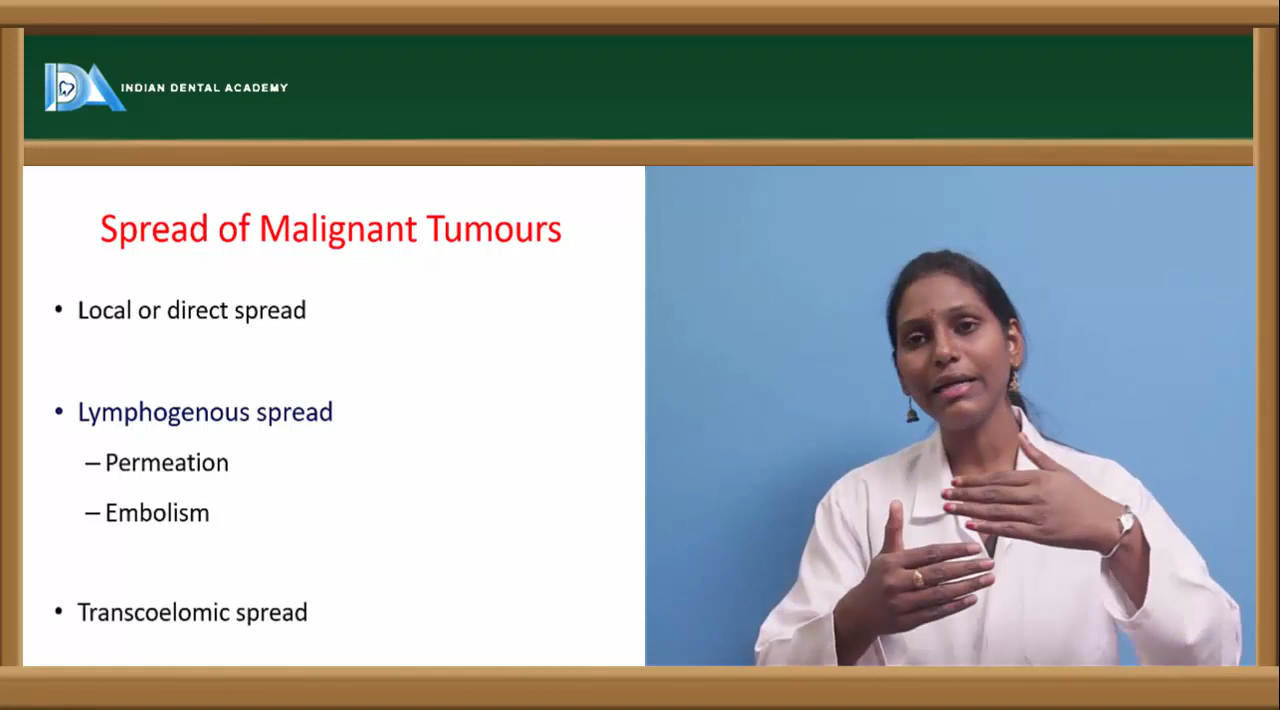 INDIAN DENTAL ACADEMY
Spread of Malignant Tumours
• Local or direct spread
• Lymphogenous spread
– Permeation
– Embolism
• Transcoelomic spread